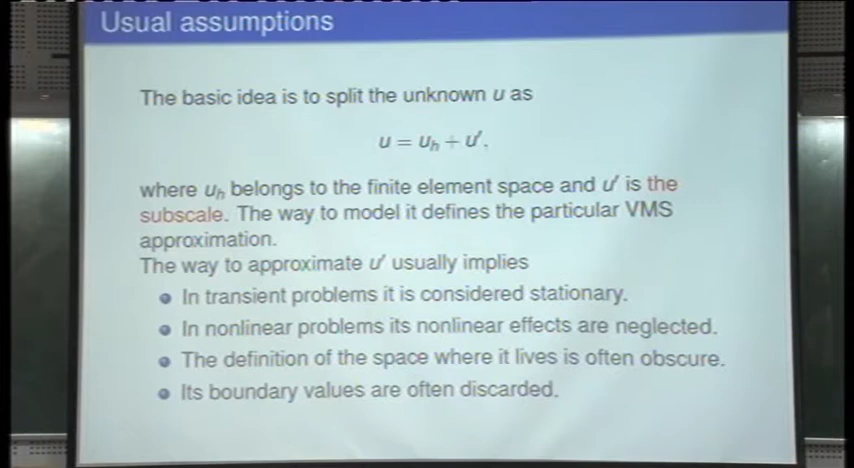 Usual assumptions
The basic idea is to split the unknown u as
u = u_h + u′,
where u_h belongs to the finite element space and u′ is the
subscale. The way to model it defines the particular VMS
approximation.
The way to approximate u′ usually implies
In transient problems it is considered stationary.
In nonlinear problems its nonlinear effects are neglected.
The definition of the space where it lives is often obscure.
Its boundary values are often discarded.